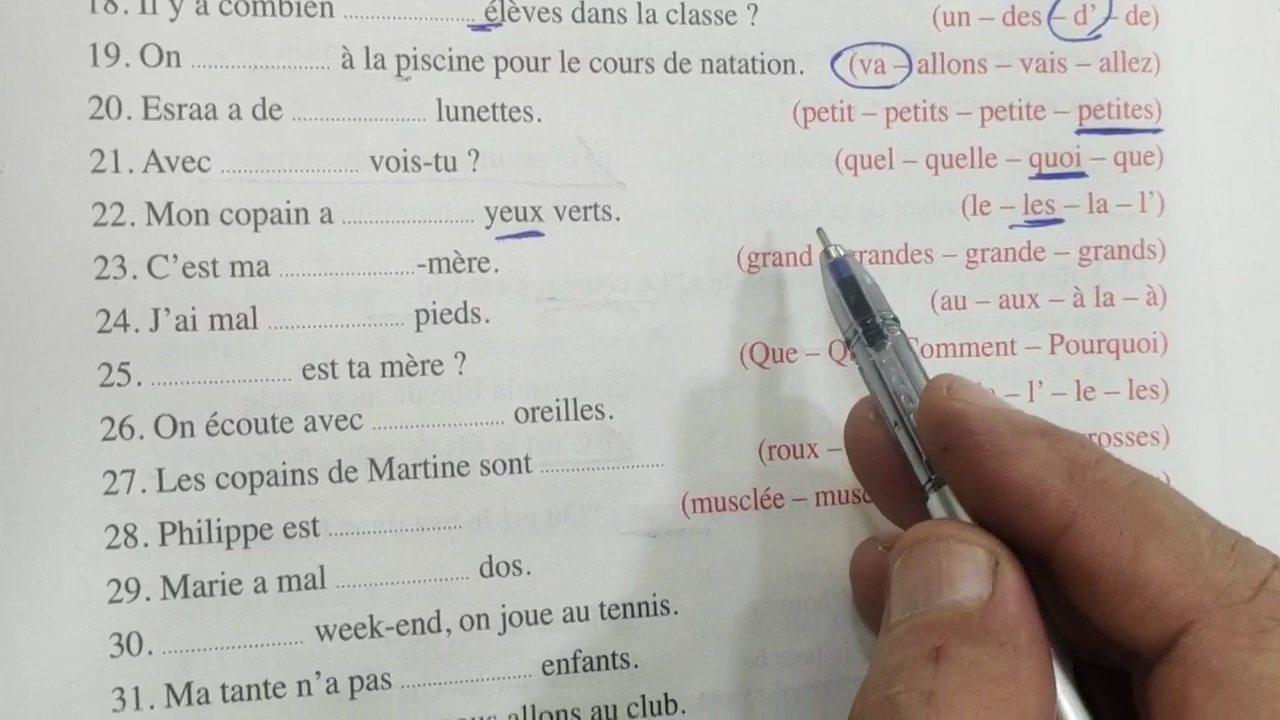 18. Il y a combien .................... élèves dans la classe ? (un – des – d' – de)
19. On .................... à la piscine pour le cours de natation. (va – allons – vais – allez)
20. Esraa a de .................... lunettes. (petit – petits – petite – petites)
21. Avec .................... vois-tu ? (quel – quelle – quoi – que)
22. Mon copain a .................... yeux verts. (le – les – la – l')
23. C'est ma ....................-mère. (grand – grandes – grande – grands)
24. J'ai mal .................... pieds. (au – aux – à la – à)
25. .................... est ta mère ? (Que – Comment – Pourquoi)
26. On écoute avec .................... oreilles. – l' – le – les)
27. Les copains de Martine sont .................... (roux –
28. Philippe est .................... (musclée –
29. Marie a mal .................... dos.
30. .................... week-end, on joue au tennis.
31. Ma tante n'a pas .................... enfants.
allons au club.